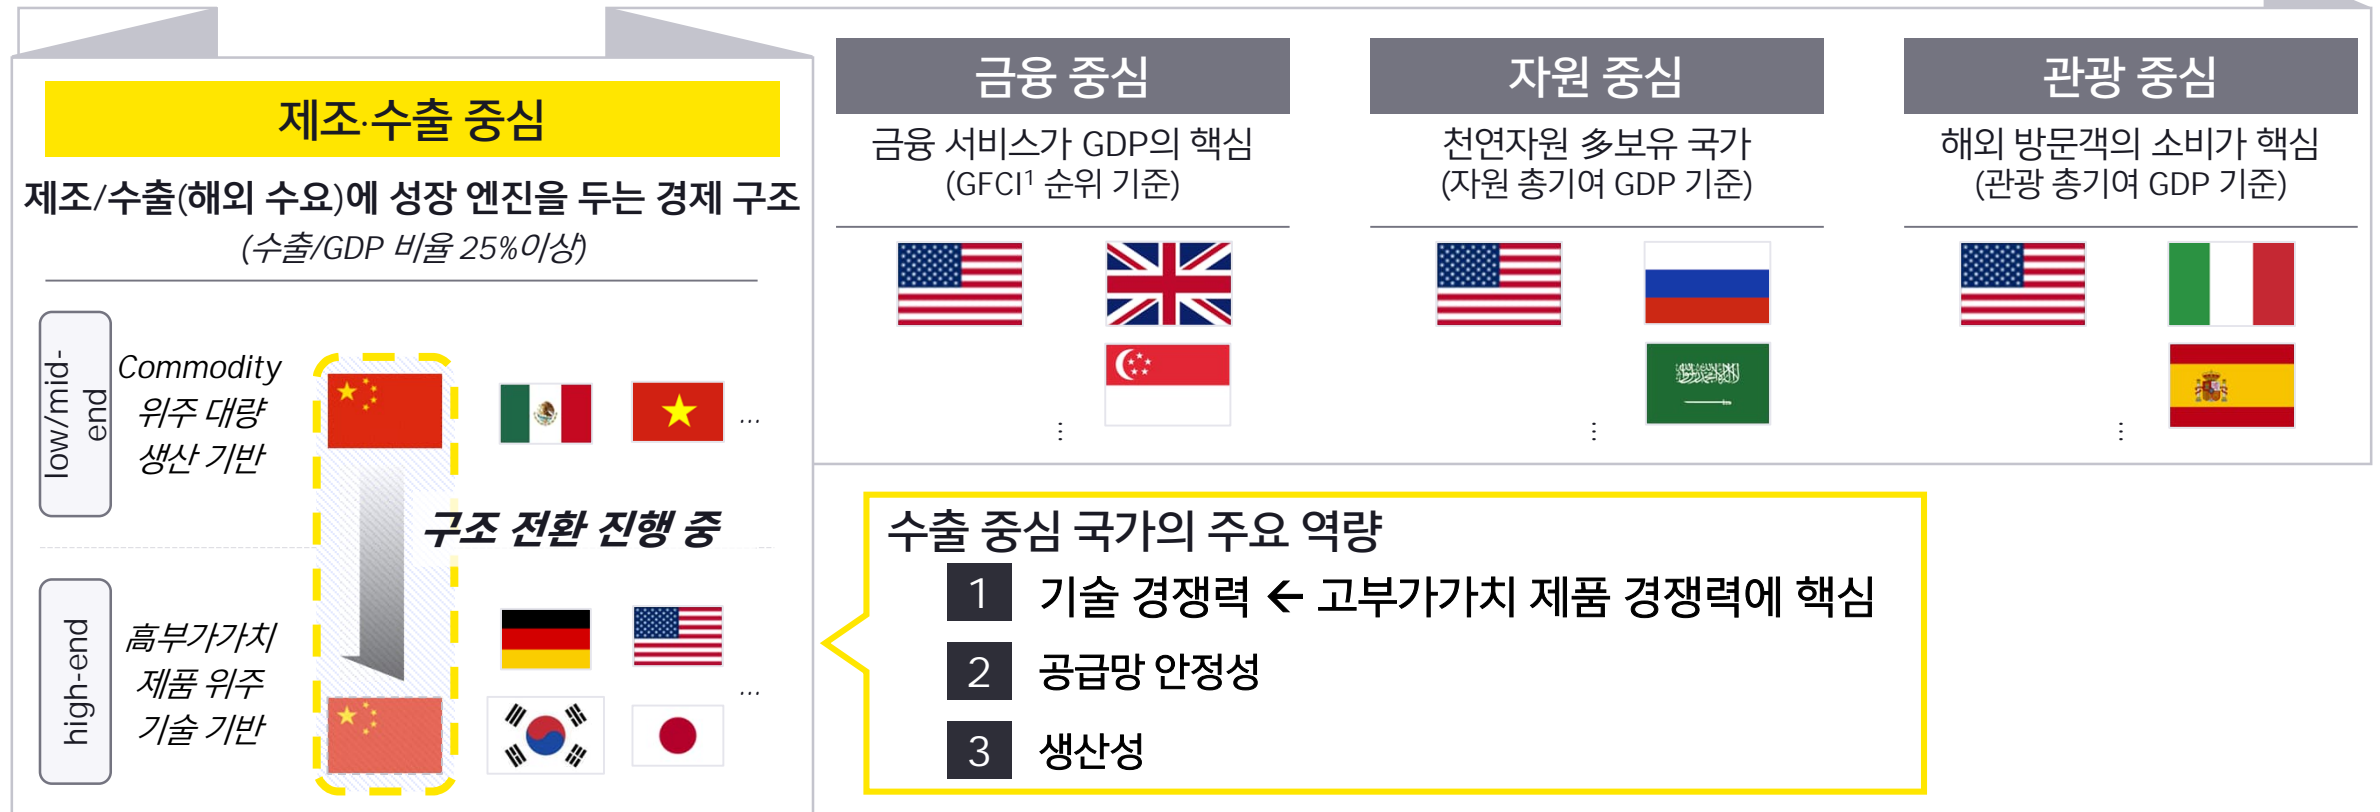 제조·수출 중심
제조/수출(해외 수요)에 성장 엔진을 두는 경제 구조
(수출/GDP 비율 25%이상)
low/mid-
end
Commodity
위주 대량
생산 기반
...
구조 전환 진행 중
high-end
高부가가치
제품 위주
기술 기반
...
금융 중심
금융 서비스가 GDP의 핵심
(GFCI¹ 순위 기준)
...
자원 중심
천연자원 多보유 국가
(자원 총기여 GDP 기준)
...
관광 중심
해외 방문객의 소비가 핵심
(관광 총기여 GDP 기준)
...
수출 중심 국가의 주요 역량
1 기술 경쟁력 ← 고부가가치 제품 경쟁력에 핵심
2 공급망 안정성
3 생산성